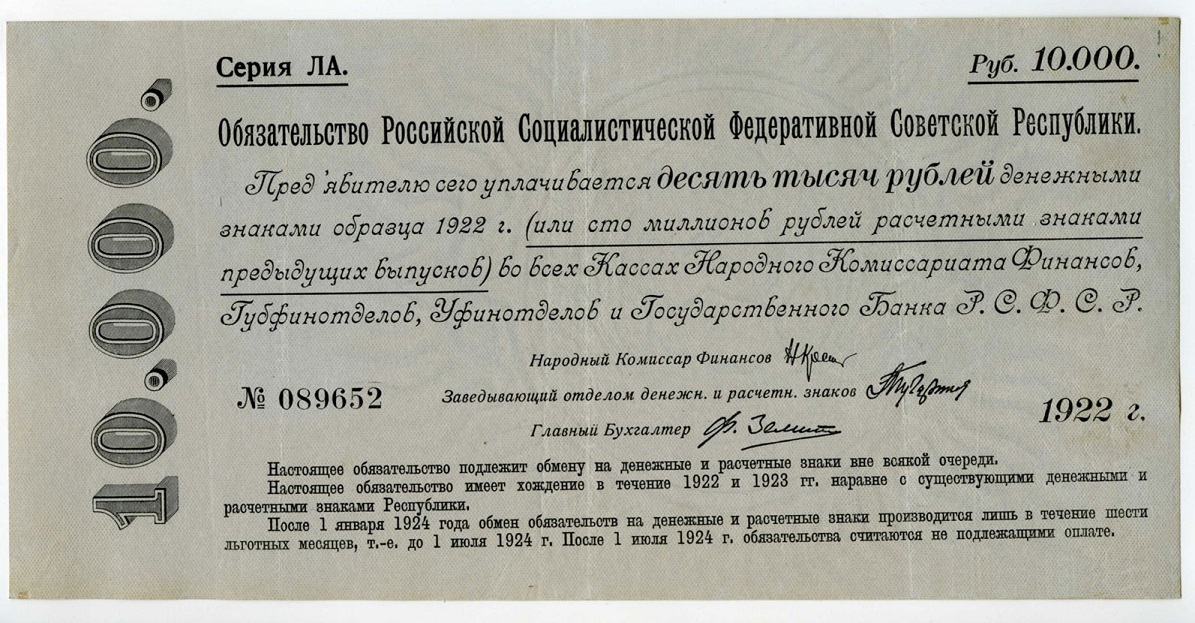 Серия ЛА.
Руб. 10.000.
Обязательство Российской Социалистической Федеративной Советской Республики.
Пред'явителю сего уплачивается десять тысяч рублей денежными
знаками образца 1922 г. (или сто миллионов рублей расчетными знаками
предыдущих выпусков) во всех Кассах Народного Комиссариата Финансов,
Губфинотделов, Уфинотделов и Государственного Банка Р. С. Ф. С. Р.
Народный Комиссар Финансов
№ 089652
Заведывающий отделом денежн. и расчетн. знаков
1922 г.
Главный Бухгалтер
Настоящее обязательство подлежит обмену на денежные и расчетные знаки вне всякой очереди.
Настоящее обязательство имеет хождение в течение 1922 и 1923 гг. наравне с существующими денежными и
расчетными знаками Республики.
После 1 января 1924 года обмен обязательств на денежные и расчетные знаки производится лишь в течение шести
льготных месяцев, т.-е. до 1 июля 1924 г. После 1 июля 1924 г. обязательства считаются не подлежащими оплате.
10.000.